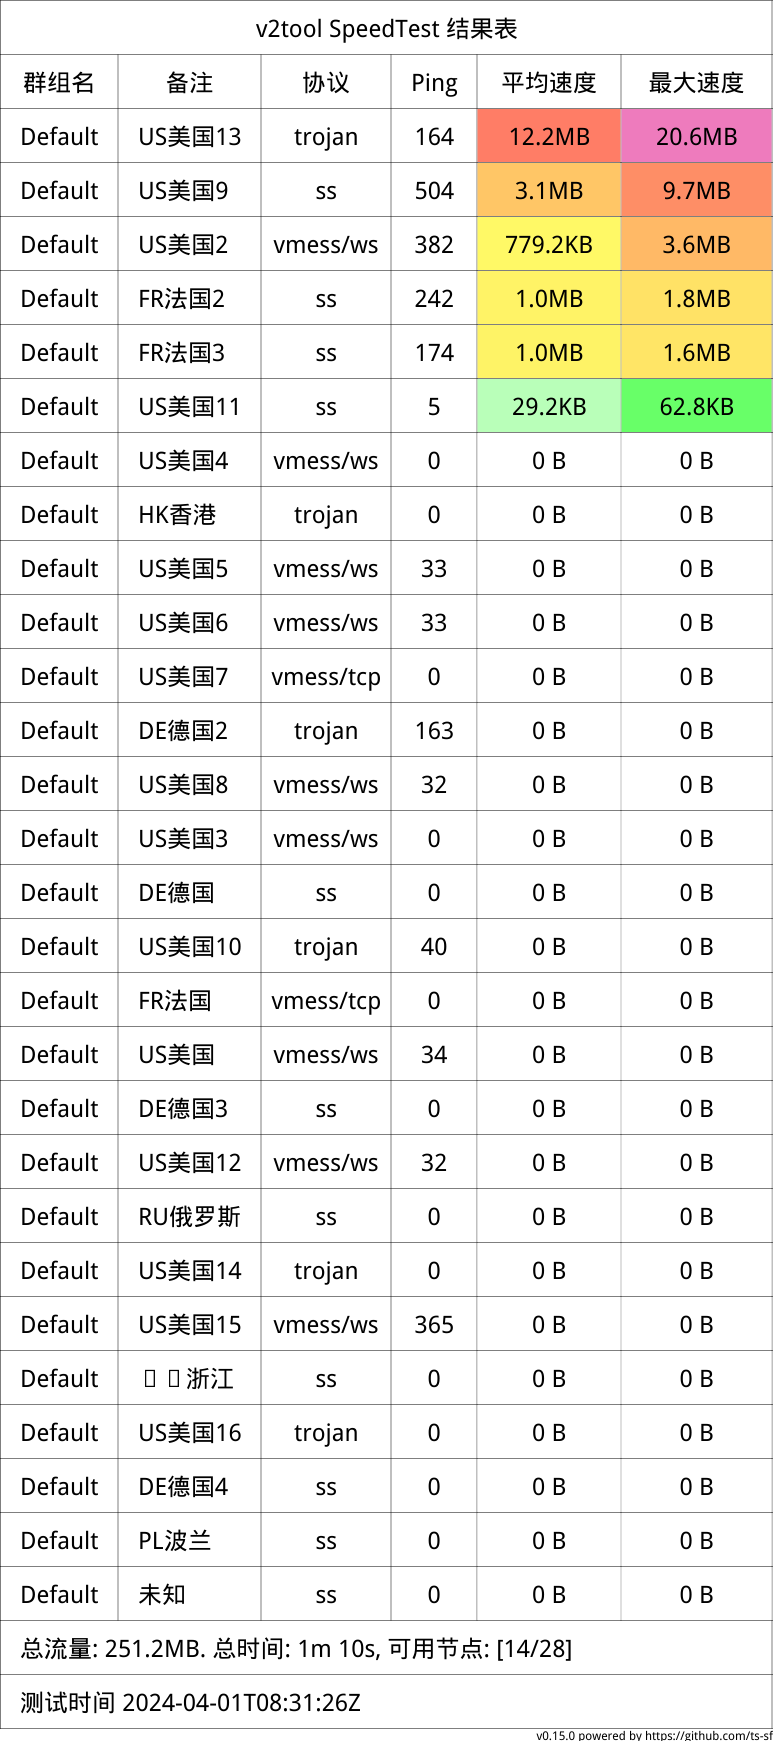 v2tool SpeedTest 结果表
群组名 备注 协议 Ping 平均速度 最大速度
Default US美国13 trojan 164 12.2MB 20.6MB
Default US美国9 ss 504 3.1MB 9.7MB
Default US美国2 vmess/ws 382 779.2KB 3.6MB
Default FR法国2 ss 242 1.0MB 1.8MB
Default FR法国3 ss 174 1.0MB 1.6MB
Default US美国11 ss 5 29.2KB 62.8KB
Default US美国4 vmess/ws 0 0 B 0 B
Default HK香港 trojan 0 0 B 0 B
Default US美国5 vmess/ws 33 0 B 0 B
Default US美国6 vmess/ws 33 0 B 0 B
Default US美国7 vmess/tcp 0 0 B 0 B
Default DE德国2 trojan 163 0 B 0 B
Default US美国8 vmess/ws 32 0 B 0 B
Default US美国3 vmess/ws 0 0 B 0 B
Default DE德国 ss 0 0 B 0 B
Default US美国10 trojan 40 0 B 0 B
Default FR法国 vmess/tcp 0 0 B 0 B
Default US美国 vmess/ws 34 0 B 0 B
Default DE德国3 ss 0 0 B 0 B
Default US美国12 vmess/ws 32 0 B 0 B
Default RU俄罗斯 ss 0 0 B 0 B
Default US美国14 trojan 0 0 B 0 B
Default US美国15 vmess/ws 365 0 B 0 B
Default 浙江 ss 0 0 B 0 B
Default US美国16 trojan 0 0 B 0 B
Default DE德国4 ss 0 0 B 0 B
Default PL波兰 ss 0 0 B 0 B
Default 未知 ss 0 0 B 0 B
总流量: 251.2MB. 总时间: 1m 10s, 可用节点: [14/28]
测试时间 2024-04-01T08:31:26Z
v0.15.0 powered by https://github.com/ts-sf